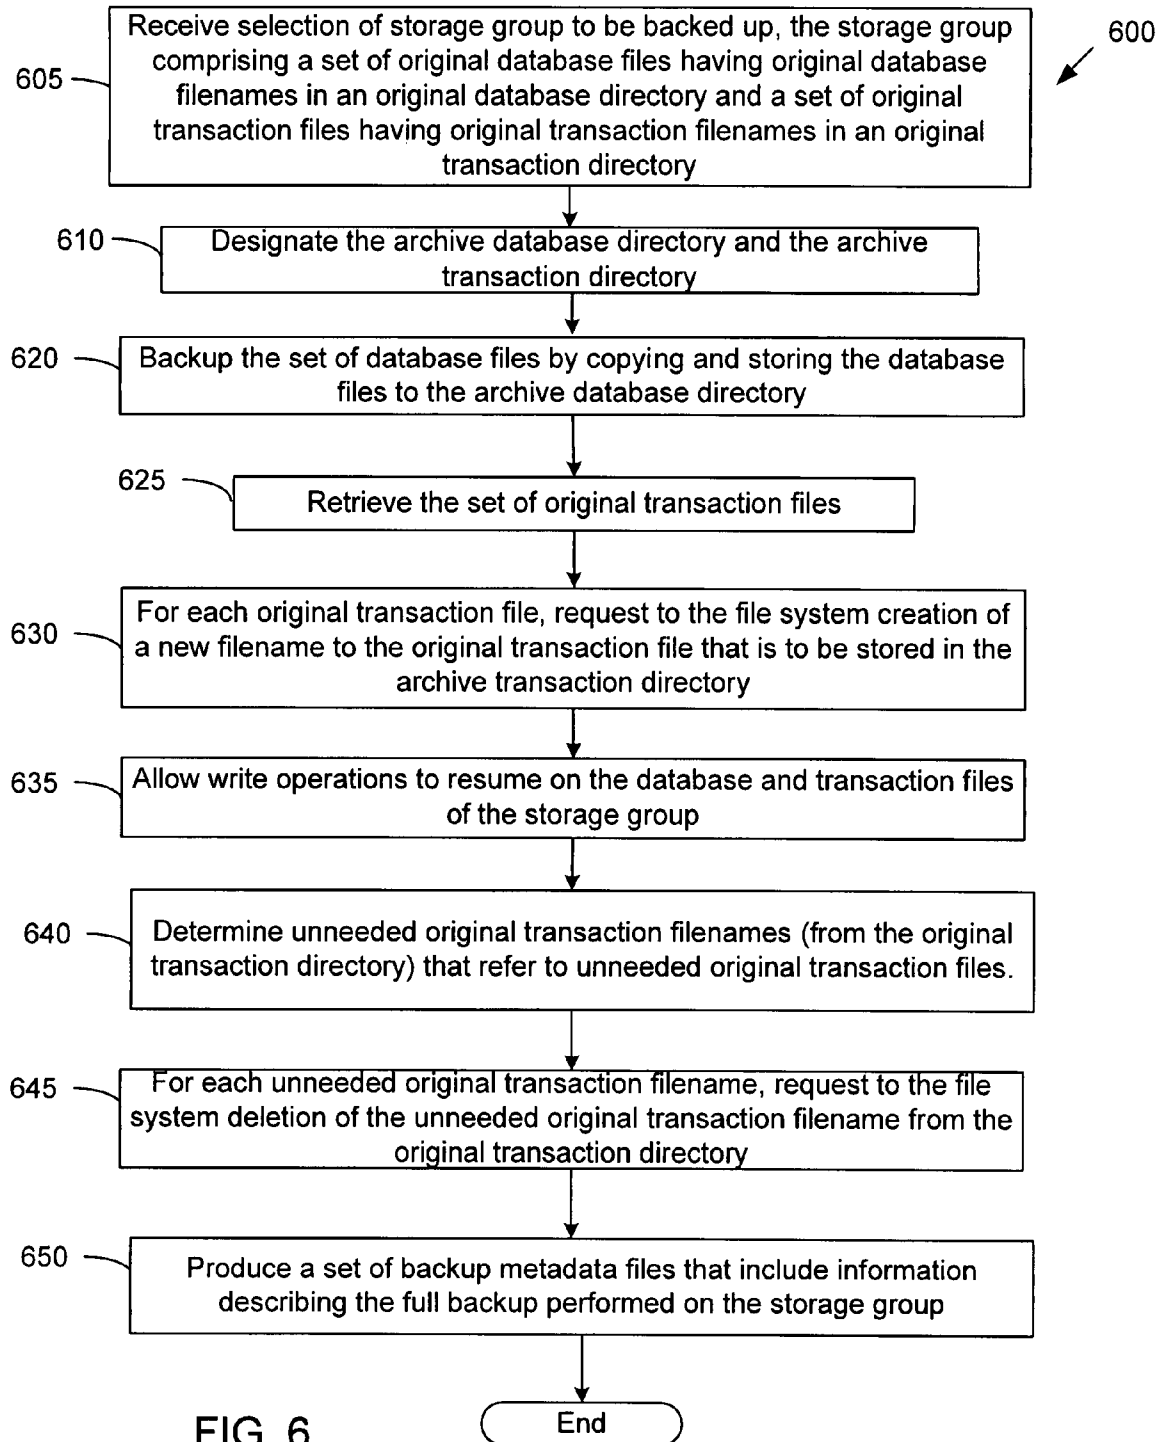 600
605
Receive selection of storage group to be backed up, the storage group
comprising a set of original database files having original database
filenames in an original database directory and a set of original
transaction files having original transaction filenames in an original
transaction directory
610
Designate the archive database directory and the archive
transaction directory
620
Backup the set of database files by copying and storing the database
files to the archive database directory
625
Retrieve the set of original transaction files
630
For each original transaction file, request to the file system creation of
a new filename to the original transaction file that is to be stored in the
archive transaction directory
635
Allow write operations to resume on the database and transaction files
of the storage group
640
Determine unneeded original transaction filenames (from the original
transaction directory) that refer to unneeded original transaction files.
645
For each unneeded original transaction filename, request to the file
system deletion of the unneeded original transaction filename from the
original transaction directory
650
Produce a set of backup metadata files that include information
describing the full backup performed on the storage group
End
FIG. 6